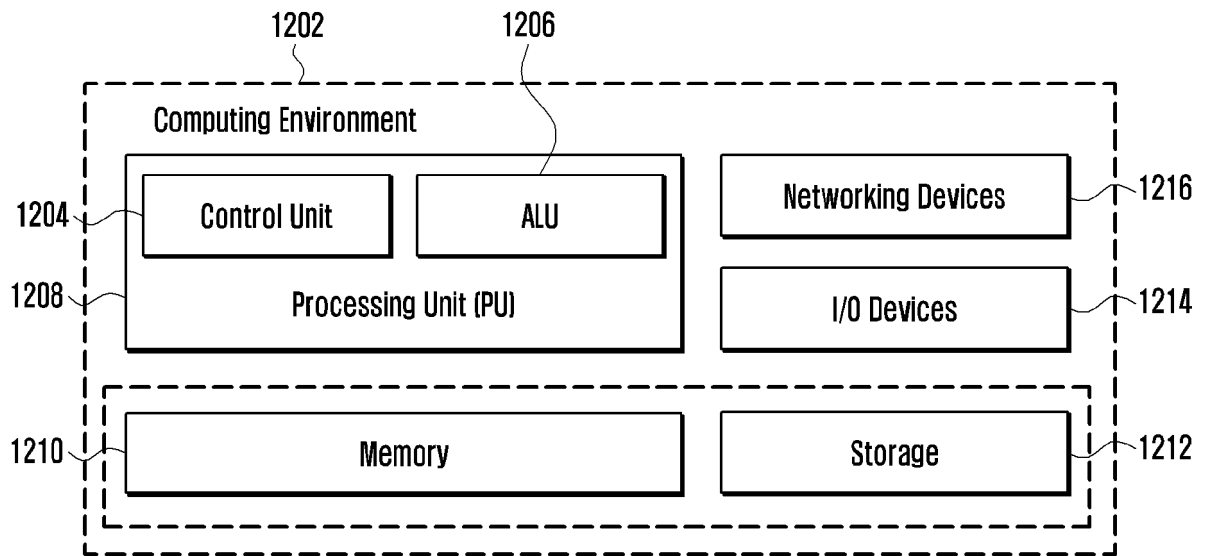 1202
1206
Computing Environment
1204
Control Unit
ALU
Networking Devices
1216
1208
Processing Unit (PU)
I/O Devices
1214
1210
Memory
Storage
1212